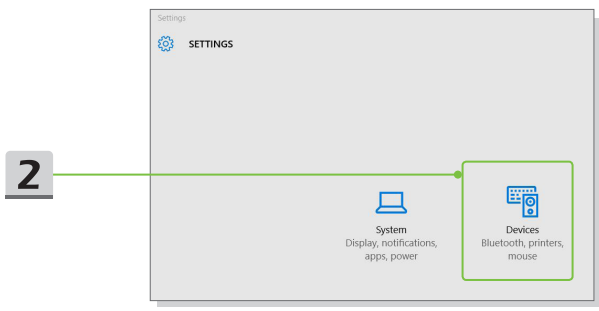 Settings
SETTINGS
2
System
Display, notifications,
apps, power
Devices
Bluetooth, printers,
mouse